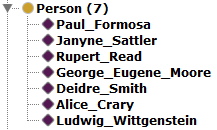 Person (7)
Paul_Formosa
Janyne_Sattler
Rupert_Read
George_Eugene_Moore
Deidre_Smith
Alice_Crary
Ludwig_Wittgenstein